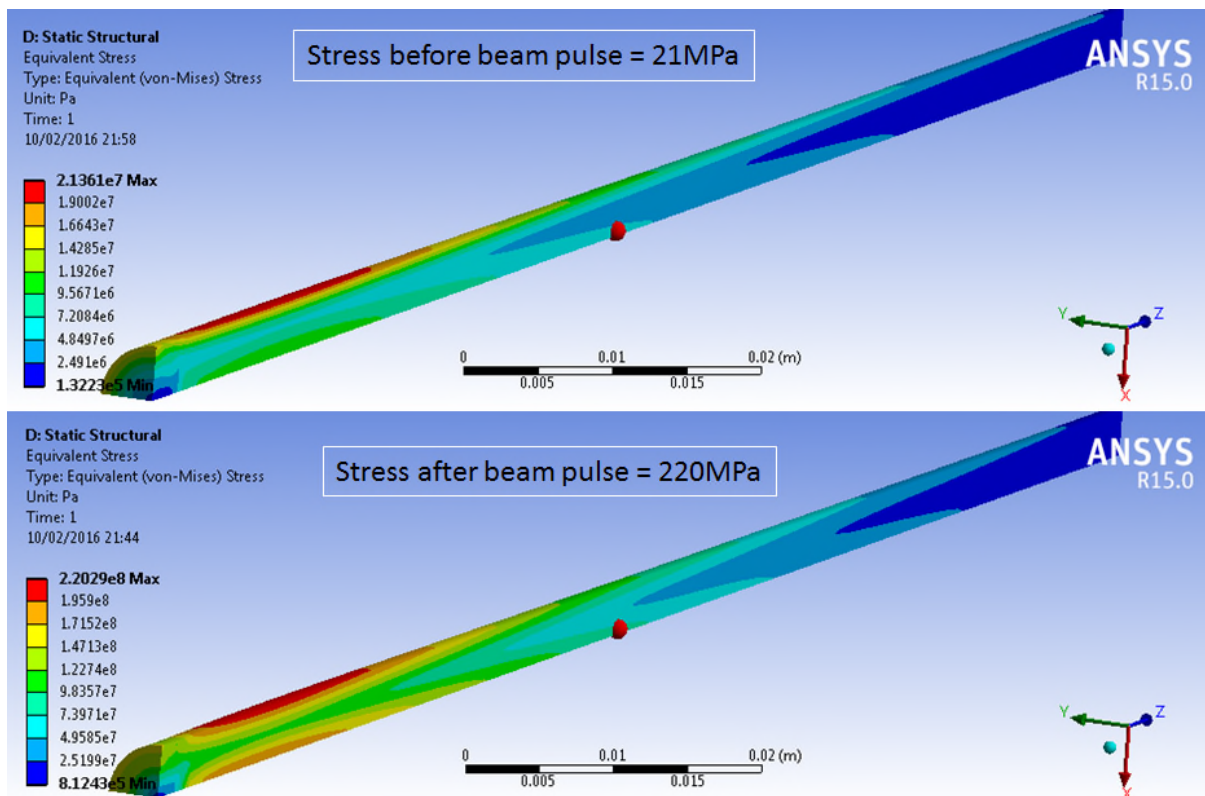 D: Static Structural
Equivalent Stress
Type: Equivalent (von-Mises) Stress
Unit: Pa
Time: 1
10/02/2016 21:58
Stress before beam pulse = 21MPa
ANSYS
R15.0
2.1361e7 Max
1.9002e7
1.6643e7
1.4285e7
1.1926e7
9.5671e6
7.2084e6
4.8497e6
2.491e6
1.3223e5 Min
0 0.01 0.02 (m)
0.005 0.015
Y Z
X
D: Static Structural
Equivalent Stress
Type: Equivalent (von-Mises) Stress
Unit: Pa
Time: 1
10/02/2016 21:44
Stress after beam pulse = 220MPa
ANSYS
R15.0
2.2029e8 Max
1.959e8
1.7152e8
1.4713e8
1.2274e8
9.8357e7
7.3971e7
4.9585e7
2.5199e7
8.1243e5 Min
0 0.01 0.02 (m)
0.005 0.015
Y Z
X